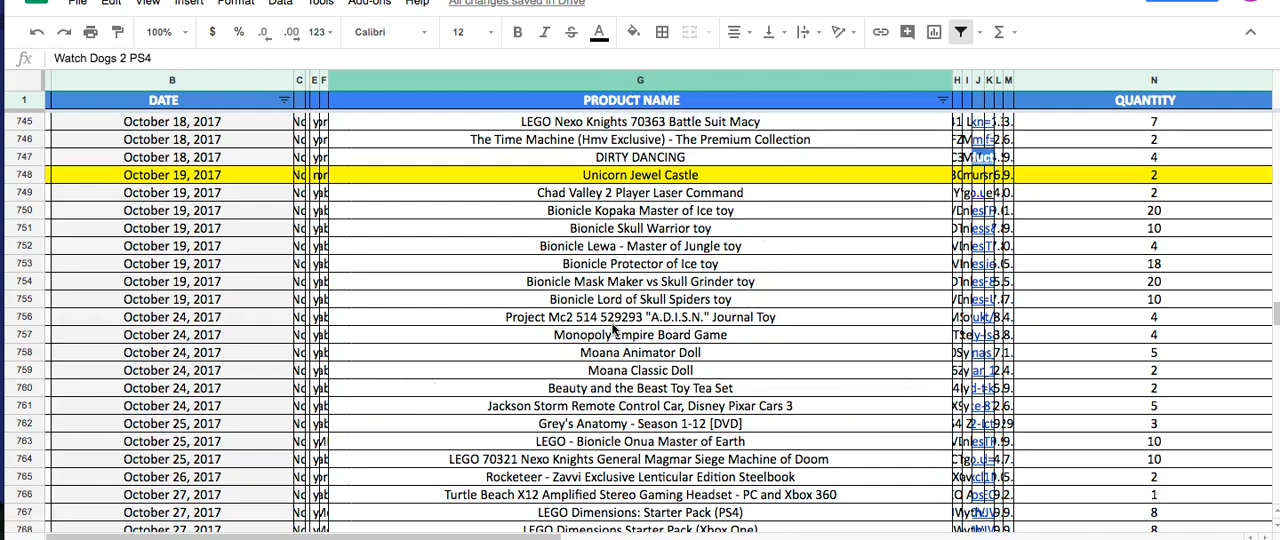 File Edit View Insert Format Data Tools Add-ons Help All changes saved in Drive
100% $ % .0 .00 123 Calibri 12 B I S A
fx Watch Dogs 2 PS4
B C E F G H I J K L M N
1 DATE PRODUCT NAME QUANTITY
745 October 18, 2017 LEGO Nexo Knights 70363 Battle Suit Macy 7
746 October 18, 2017 The Time Machine (Hmv Exclusive) - The Premium Collection 2
747 October 18, 2017 DIRTY DANCING 4
748 October 19, 2017 Unicorn Jewel Castle 2
749 October 19, 2017 Chad Valley 2 Player Laser Command 2
750 October 19, 2017 Bionicle Kopaka Master of Ice toy 20
751 October 19, 2017 Bionicle Skull Warrior toy 10
752 October 19, 2017 Bionicle Lewa - Master of Jungle toy 4
753 October 19, 2017 Bionicle Protector of Ice toy 18
754 October 19, 2017 Bionicle Mask Maker vs Skull Grinder toy 20
755 October 19, 2017 Bionicle Lord of Skull Spiders toy 10
756 October 24, 2017 Project Mc2 514 529293 "A.D.I.S.N." Journal Toy 4
757 October 24, 2017 Monopoly Empire Board Game 4
758 October 24, 2017 Moana Animator Doll 5
759 October 24, 2017 Moana Classic Doll 2
760 October 24, 2017 Beauty and the Beast Toy Tea Set 2
761 October 24, 2017 Jackson Storm Remote Control Car, Disney Pixar Cars 3 5
762 October 25, 2017 Grey's Anatomy - Season 1-12 [DVD] 3
763 October 25, 2017 LEGO - Bionicle Onua Master of Earth 10
764 October 25, 2017 LEGO 70321 Nexo Knights General Magmar Siege Machine of Doom 10
765 October 26, 2017 Rocketeer - Zavvi Exclusive Lenticular Edition Steelbook 2
766 October 27, 2017 Turtle Beach X12 Amplified Stereo Gaming Headset - PC and Xbox 360 1
767 October 27, 2017 LEGO Dimensions: Starter Pack (PS4) 8
768 October 27, 2017 LEGO Dimensions Starter Pack (Xbox One) 8